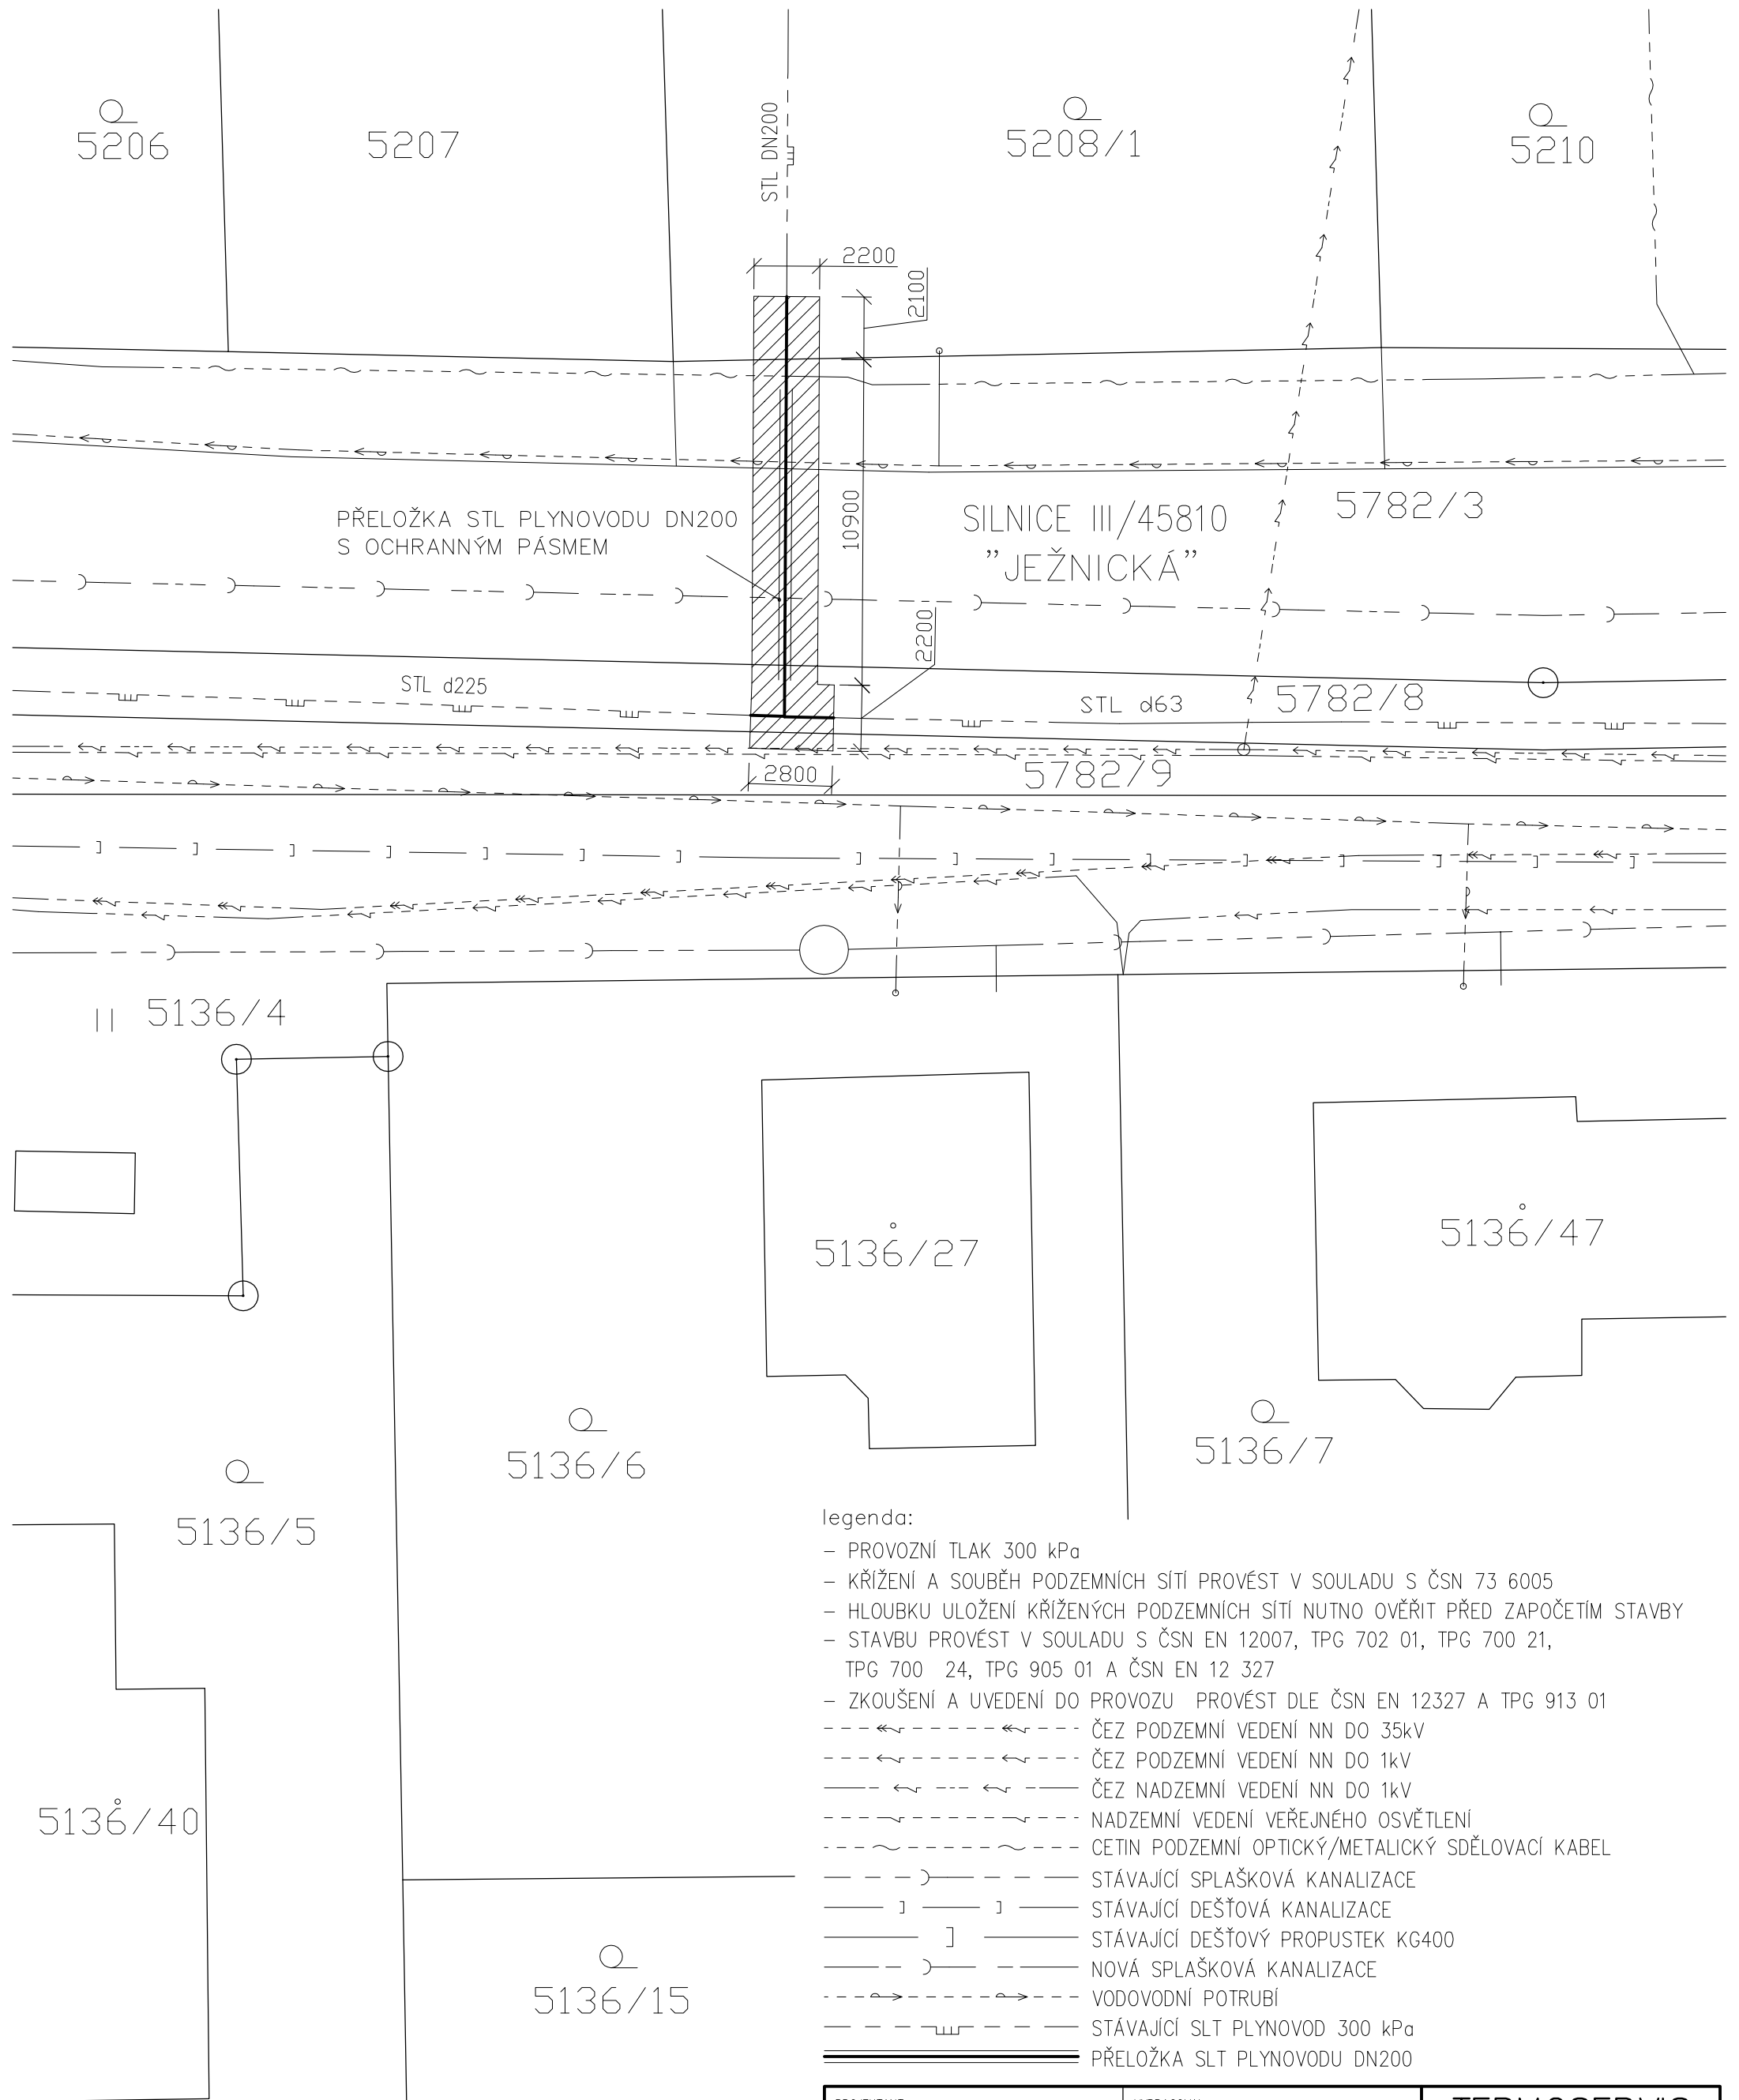 5206
5207
STL DN200
5208/1
5210
2200
2100
PŘELOŽKA STL PLYNOVODU DN200
S OCHRANNÝM PÁSMEM
10900
SILNICE III/45810
"JEŽNICKÁ"
5782/3
2200
STL d225
STL d63
5782/8
2800
5782/9
5136/4
5136/27
5136/47
5136/6
5136/7
5136/5
5136/40
5136/15
legenda:
– PROVOZNÍ TLAK 300 kPa
– KŘÍŽENÍ A SOUBĚH PODZEMNÍCH SÍTÍ PROVÉST V SOULADU S ČSN 73 6005
– HLOUBKU ULOŽENÍ KŘÍŽENÝCH PODZEMNÍCH SÍTÍ NUTNO OVĚŘIT PŘED ZAPOČETÍM STAVBY
– STAVBU PROVÉST V SOULADU S ČSN EN 12007, TPG 702 01, TPG 700 21,
TPG 700 24, TPG 905 01 A ČSN EN 12 327
– ZKOUŠENÍ A UVEDENÍ DO PROVOZU PROVÉST DLE ČSN EN 12327 A TPG 913 01
ČEZ PODZEMNÍ VEDENÍ NN DO 35kV
ČEZ PODZEMNÍ VEDENÍ NN DO 1kV
ČEZ NADZEMNÍ VEDENÍ NN DO 1kV
NADZEMNÍ VEDENÍ VEŘEJNÉHO OSVĚTLENÍ
CETIN PODZEMNÍ OPTICKÝ/METALICKÝ SDĚLOVACÍ KABEL
STÁVAJÍCÍ SPLAŠKOVÁ KANALIZACE
STÁVAJÍCÍ DEŠŤOVÁ KANALIZACE
STÁVAJÍCÍ DEŠŤOVÝ PROPUSTEK KG400
NOVÁ SPLAŠKOVÁ KANALIZACE
VODOVODNÍ POTRUBÍ
STÁVAJÍCÍ SLT PLYNOVOD 300 kPa
PŘELOŽKA SLT PLYNOVODU DN200